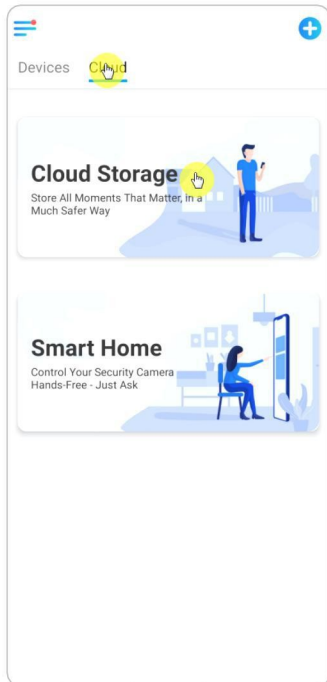 Devices Cloud
Cloud Storage
Store All Moments That Matter, in a
Much Safer Way
Smart Home
Control Your Security Camera
Hands-Free - Just Ask